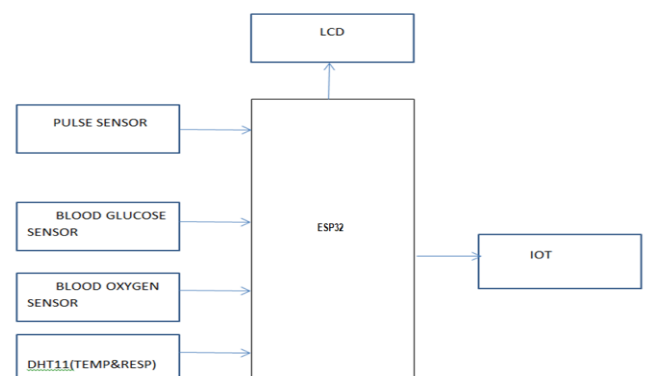 LCD
PULSE SENSOR
BLOOD GLUCOSE
SENSOR
ESP32
IOT
BLOOD OXYGEN
SENSOR
DHT11(TEMP&RESP)